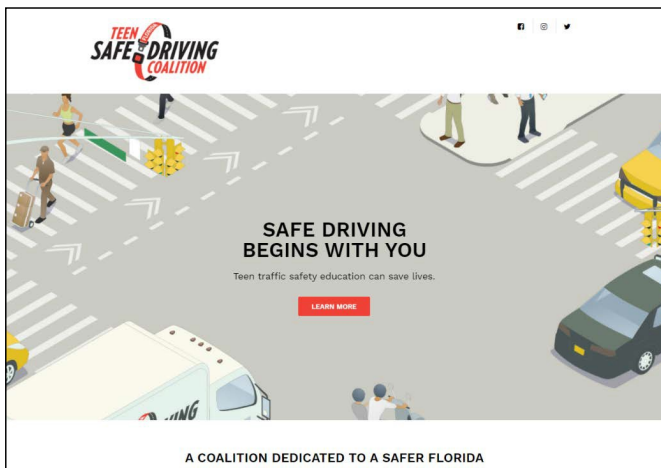 TEEN
FLORIDA
SAFE DRIVING
COALITION
SAFE DRIVING
BEGINS WITH YOU
Teen traffic safety education can save lives.
LEARN MORE
A COALITION DEDICATED TO A SAFER FLORIDA